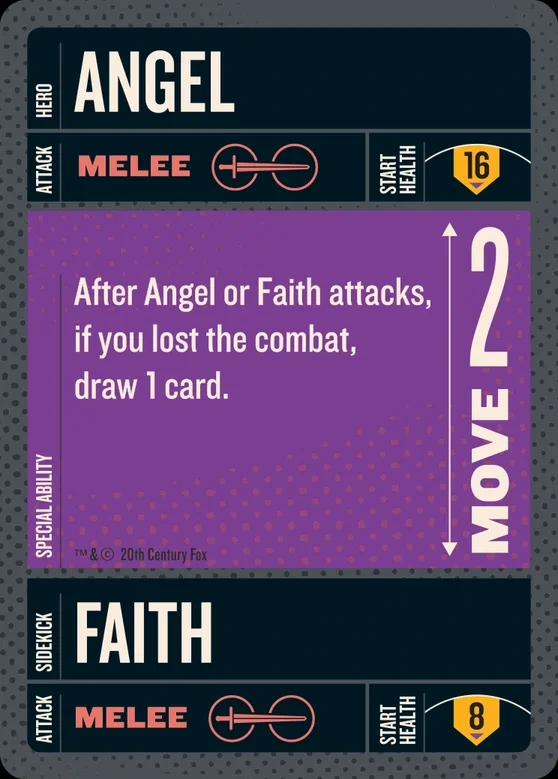 HERO
ANGEL
ATTACK
MELEE
START
HEALTH
16
SPECIAL ABILITY
After Angel or Faith attacks,
if you lost the combat,
draw 1 card.
MOVE 2
™ & © 20th Century Fox
SIDEKICK
FAITH
ATTACK
MELEE
START
HEALTH
8